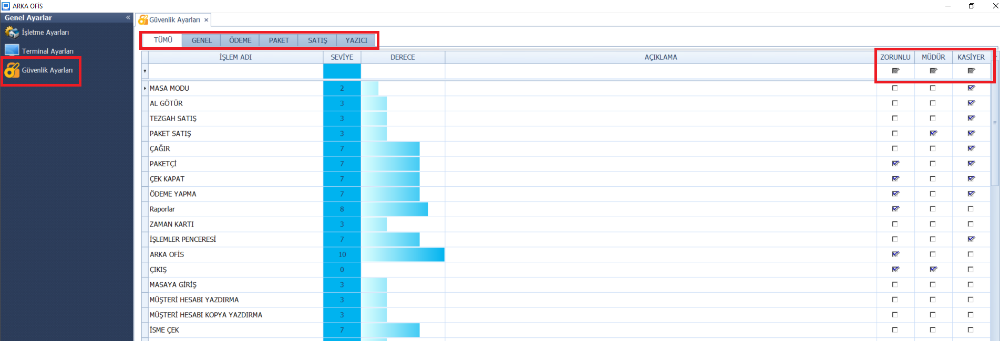 ARKA OFİS
Genel Ayarlar «
İşletme Ayarları
Terminal Ayarları
Güvenlik Ayarları
Güvenlik Ayarları ×
TÜMÜ GENEL ÖDEME PAKET SATIŞ YAZICI
İŞLEM ADI SEVİYE DERECE AÇIKLAMA ZORUNLU MÜDÜR KASİYER
MASA MODU 2
AL GÖTÜR 3
TEZGAH SATIŞ 3
PAKET SATIŞ 3
ÇAĞIR 7
PAKETÇİ 7
ÇEK KAPAT 7
ÖDEME YAPMA 7
Raporlar 8
ZAMAN KARTI 3
İŞLEMLER PENCERESİ 7
ARKA OFİS 10
ÇIKIŞ 0
MASAYA GİRİŞ 3
MÜŞTERİ HESABI YAZDIRMA 3
MÜŞTERİ HESABI KOPYA YAZDIRMA 3
İSME ÇEK 7